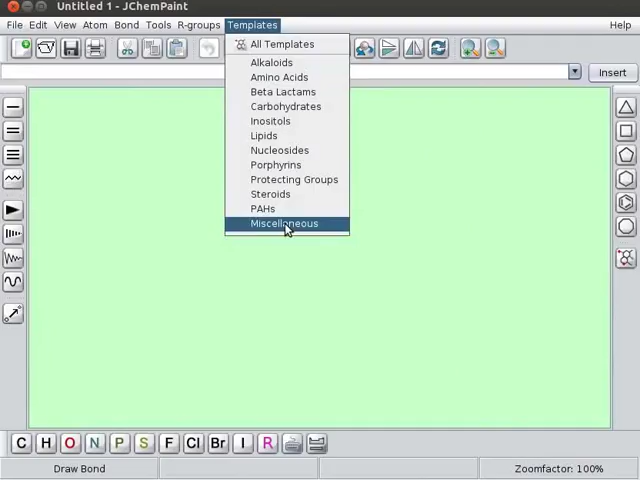 Untitled 1 - JChemPaint
File Edit View Atom Bond Tools R-groups Templates Help
All Templates
Alkaloids
Insert
Amino Acids
Beta Lactams
Carbohydrates
Inositols
Lipids
Nucleosides
Porphyrins
Protecting Groups
Steroids
PAHs
Miscellaneous
C H O N P S F Cl Br I R
Draw Bond Zoomfactor: 100%